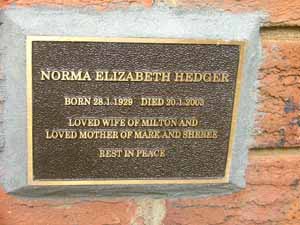 NORMA ELIZABETH HEDGER
BORN 28.1.1929 DIED 20.1.2003
LOVED WIFE OF MILTON AND
LOVED MOTHER OF MARK AND SHEREE
REST IN PEACE